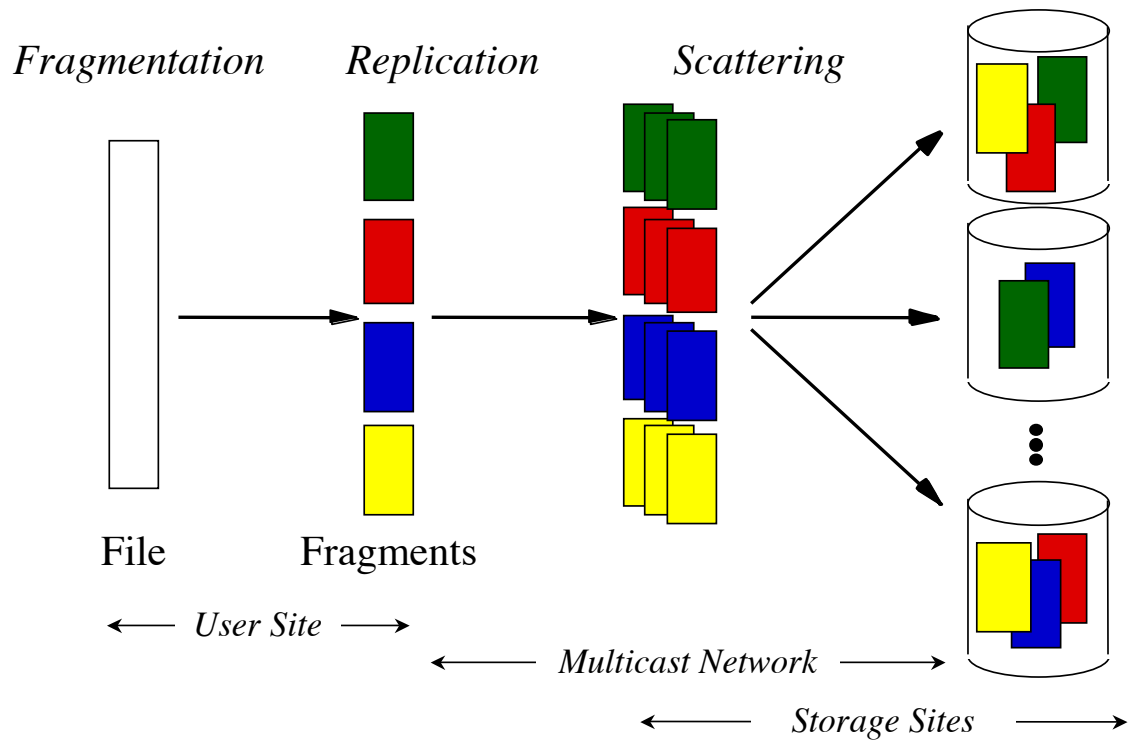 Fragmentation
Replication
Scattering
File
Fragments
User Site
Multicast Network
Storage Sites